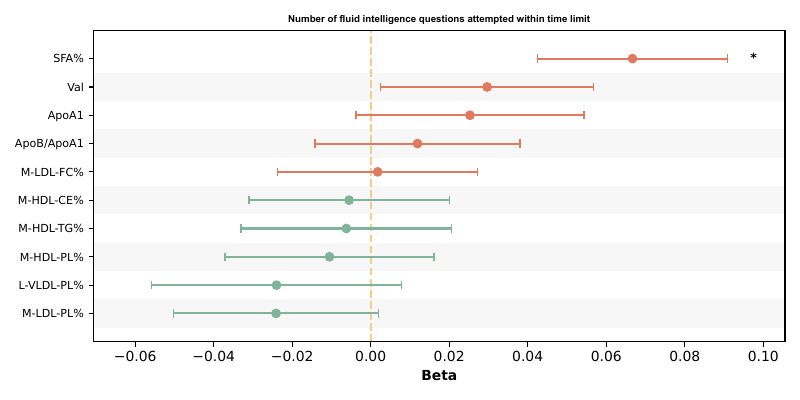 Number of fluid intelligence questions attempted within time limit
SFA%
*
Val
ApoA1
ApoB/ApoA1
M-LDL-FC%
M-HDL-CE%
M-HDL-TG%
M-HDL-PL%
L-VLDL-PL%
M-LDL-PL%
−0.06 −0.04 −0.02 0.00 0.02 0.04 0.06 0.08 0.10
Beta